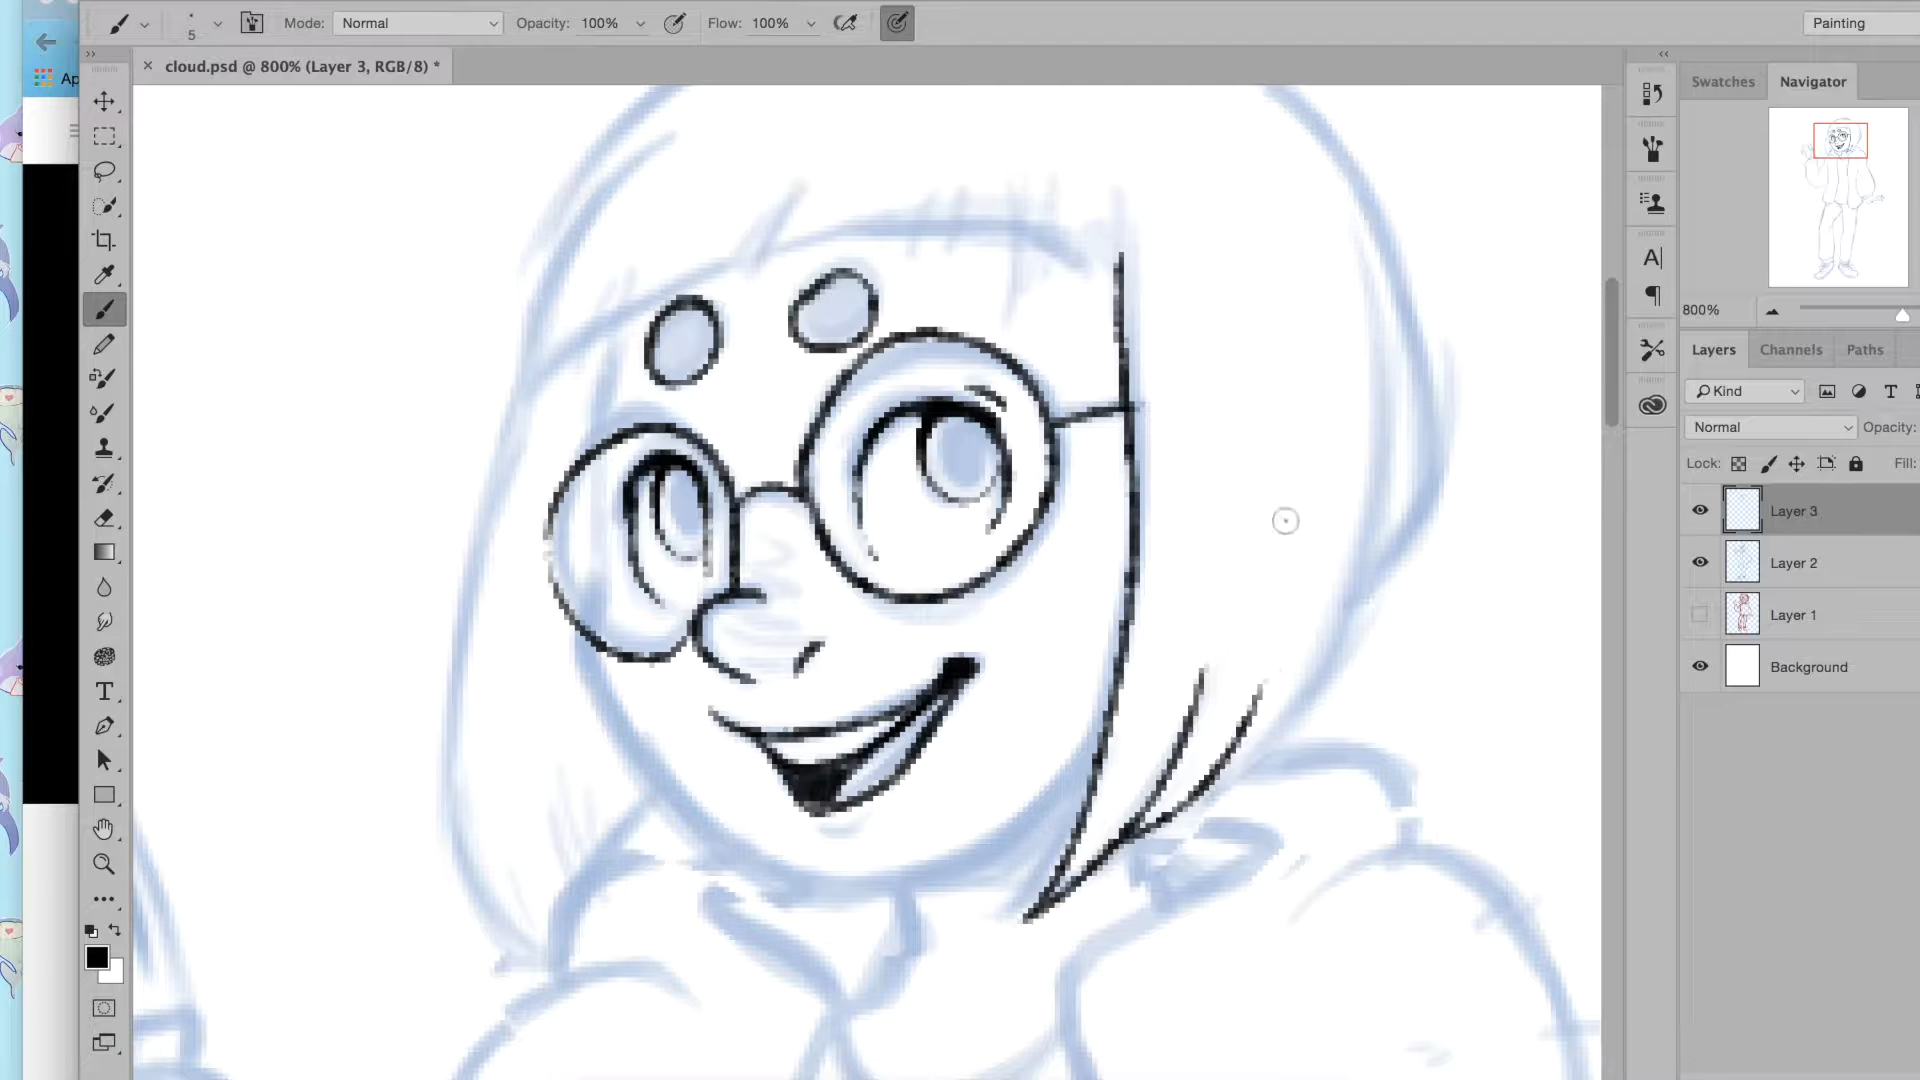 5 Mode: Normal Opacity: 100% Flow: 100% Painting
Ap
cloud.psd @ 800% (Layer 3, RGB/8) *
Swatches Navigator
800%
Layers Channels Paths
Kind
Normal Opacity:
Lock: Fill:
Layer 3
Layer 2
Layer 1
Background